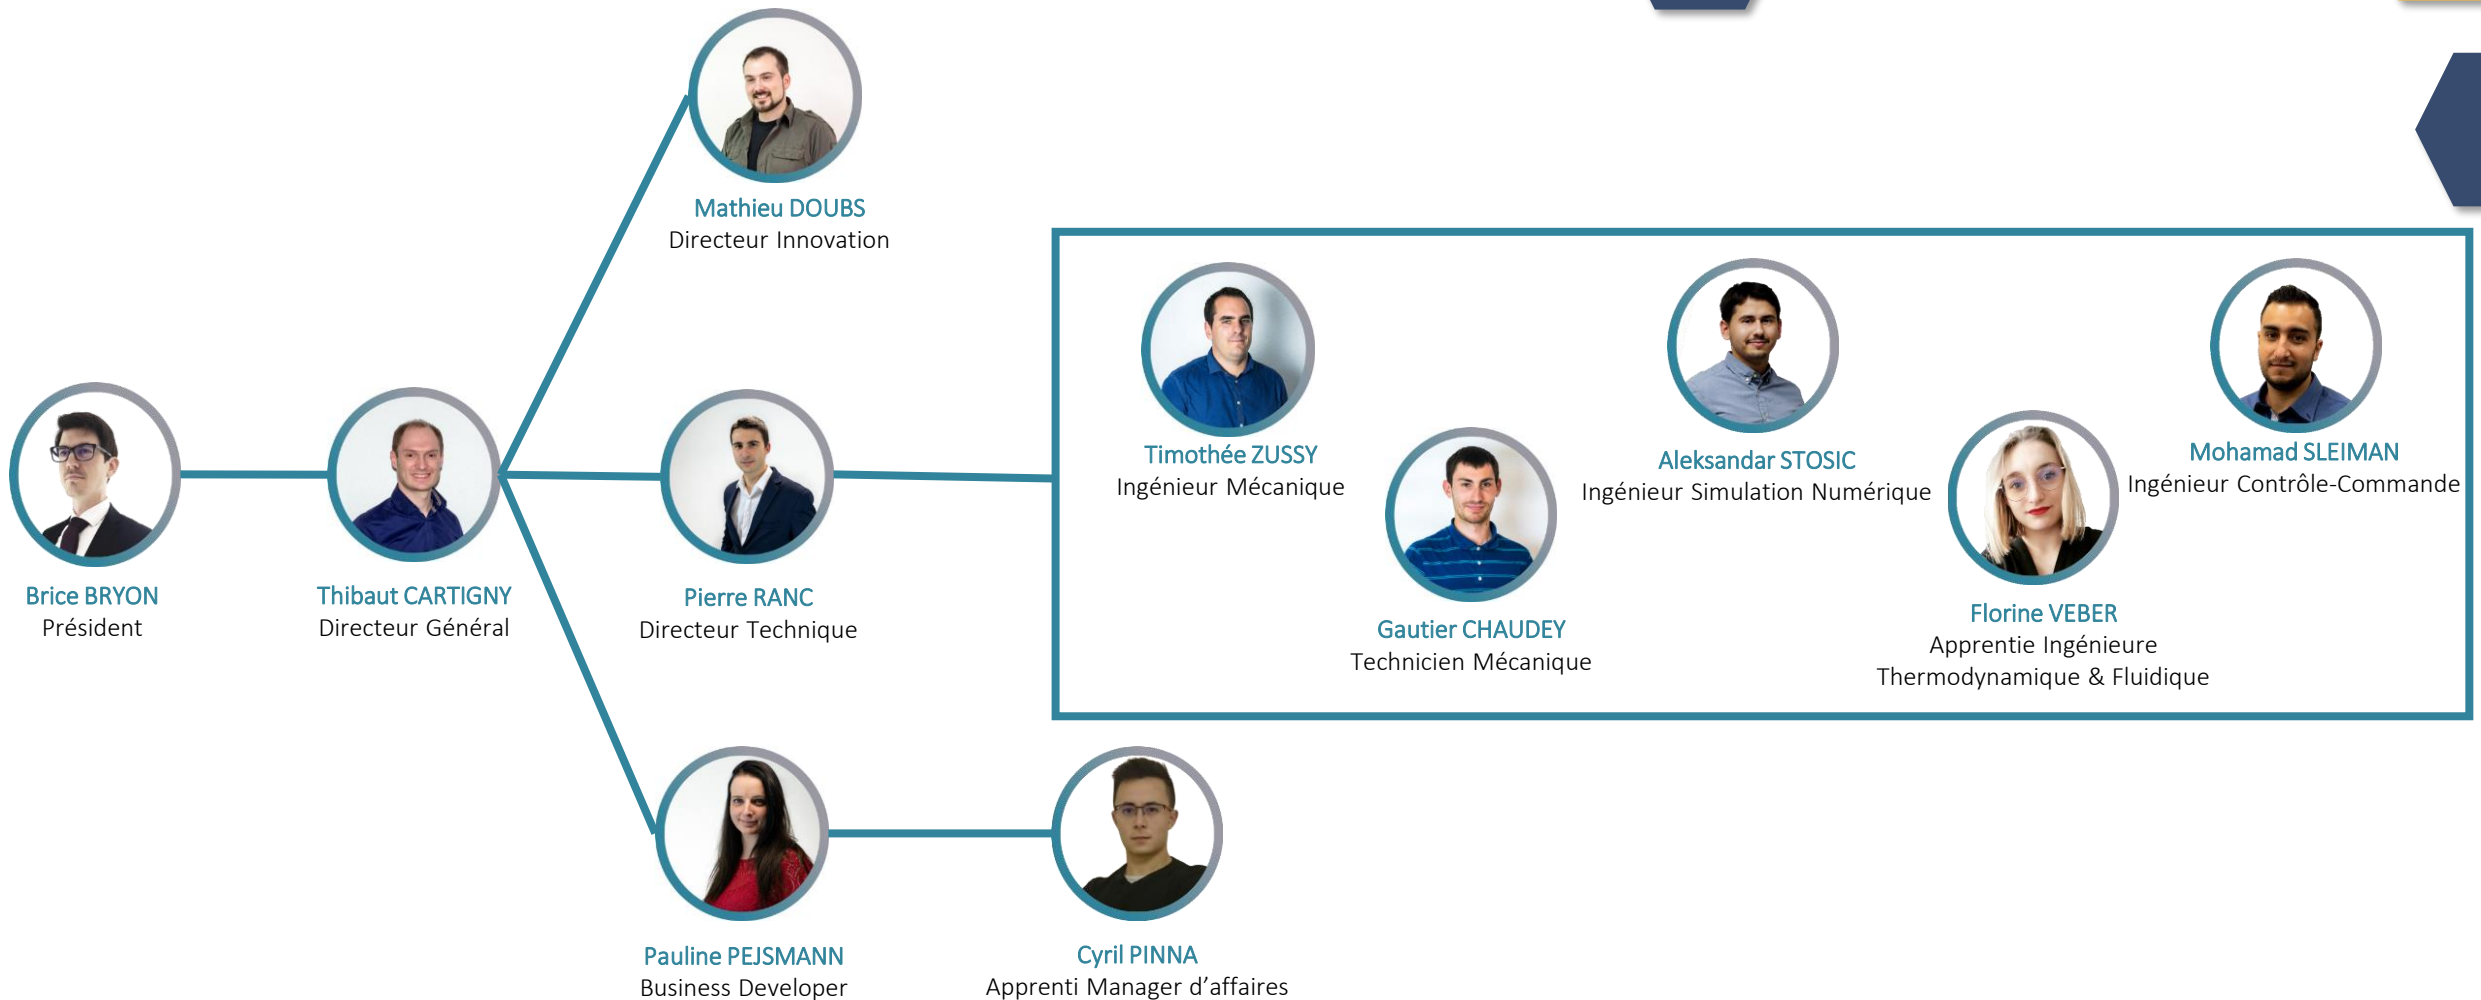 Mathieu DOUBS
Directeur Innovation
Timothée ZUSSY
Ingénieur Mécanique
Aleksandar STOSIC
Ingénieur Simulation Numérique
Mohamad SLEIMAN
Ingénieur Contrôle-Commande
Brice BRYON
Président
Thibaut CARTIGNY
Directeur Général
Pierre RANC
Directeur Technique
Gautier CHAUDEY
Technicien Mécanique
Florine VEBER
Apprentie Ingénieure
Thermodynamique & Fluidique
Pauline PEJSMANN
Business Developer
Cyril PINNA
Apprenti Manager d’affaires